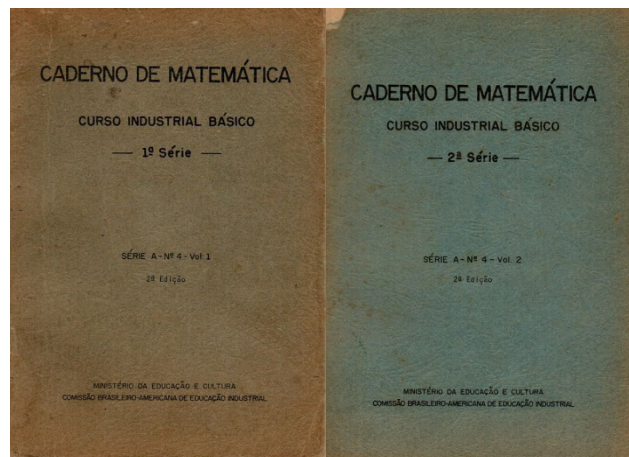 CADERNO DE MATEMÁTICA
CURSO INDUSTRIAL BÁSICO
— 1º Série —
SÉRIE A-Nº 4-Vol. 1
2ª Edição
MINISTÉRIO DA EDUCAÇÃO E CULTURA
COMISSÃO BRASILEIRO-AMERICANA DE EDUCAÇÃO INDUSTRIAL
CADERNO DE MATEMÁTICA
CURSO INDUSTRIAL BÁSICO
— 2ª Série —
SÉRIE A-Nº 4-Vol. 2
2ª Edição
MINISTÉRIO DA EDUCAÇÃO E CULTURA
COMISSÃO BRASILEIRO-AMERICANA DE EDUCAÇÃO INDUSTRIAL